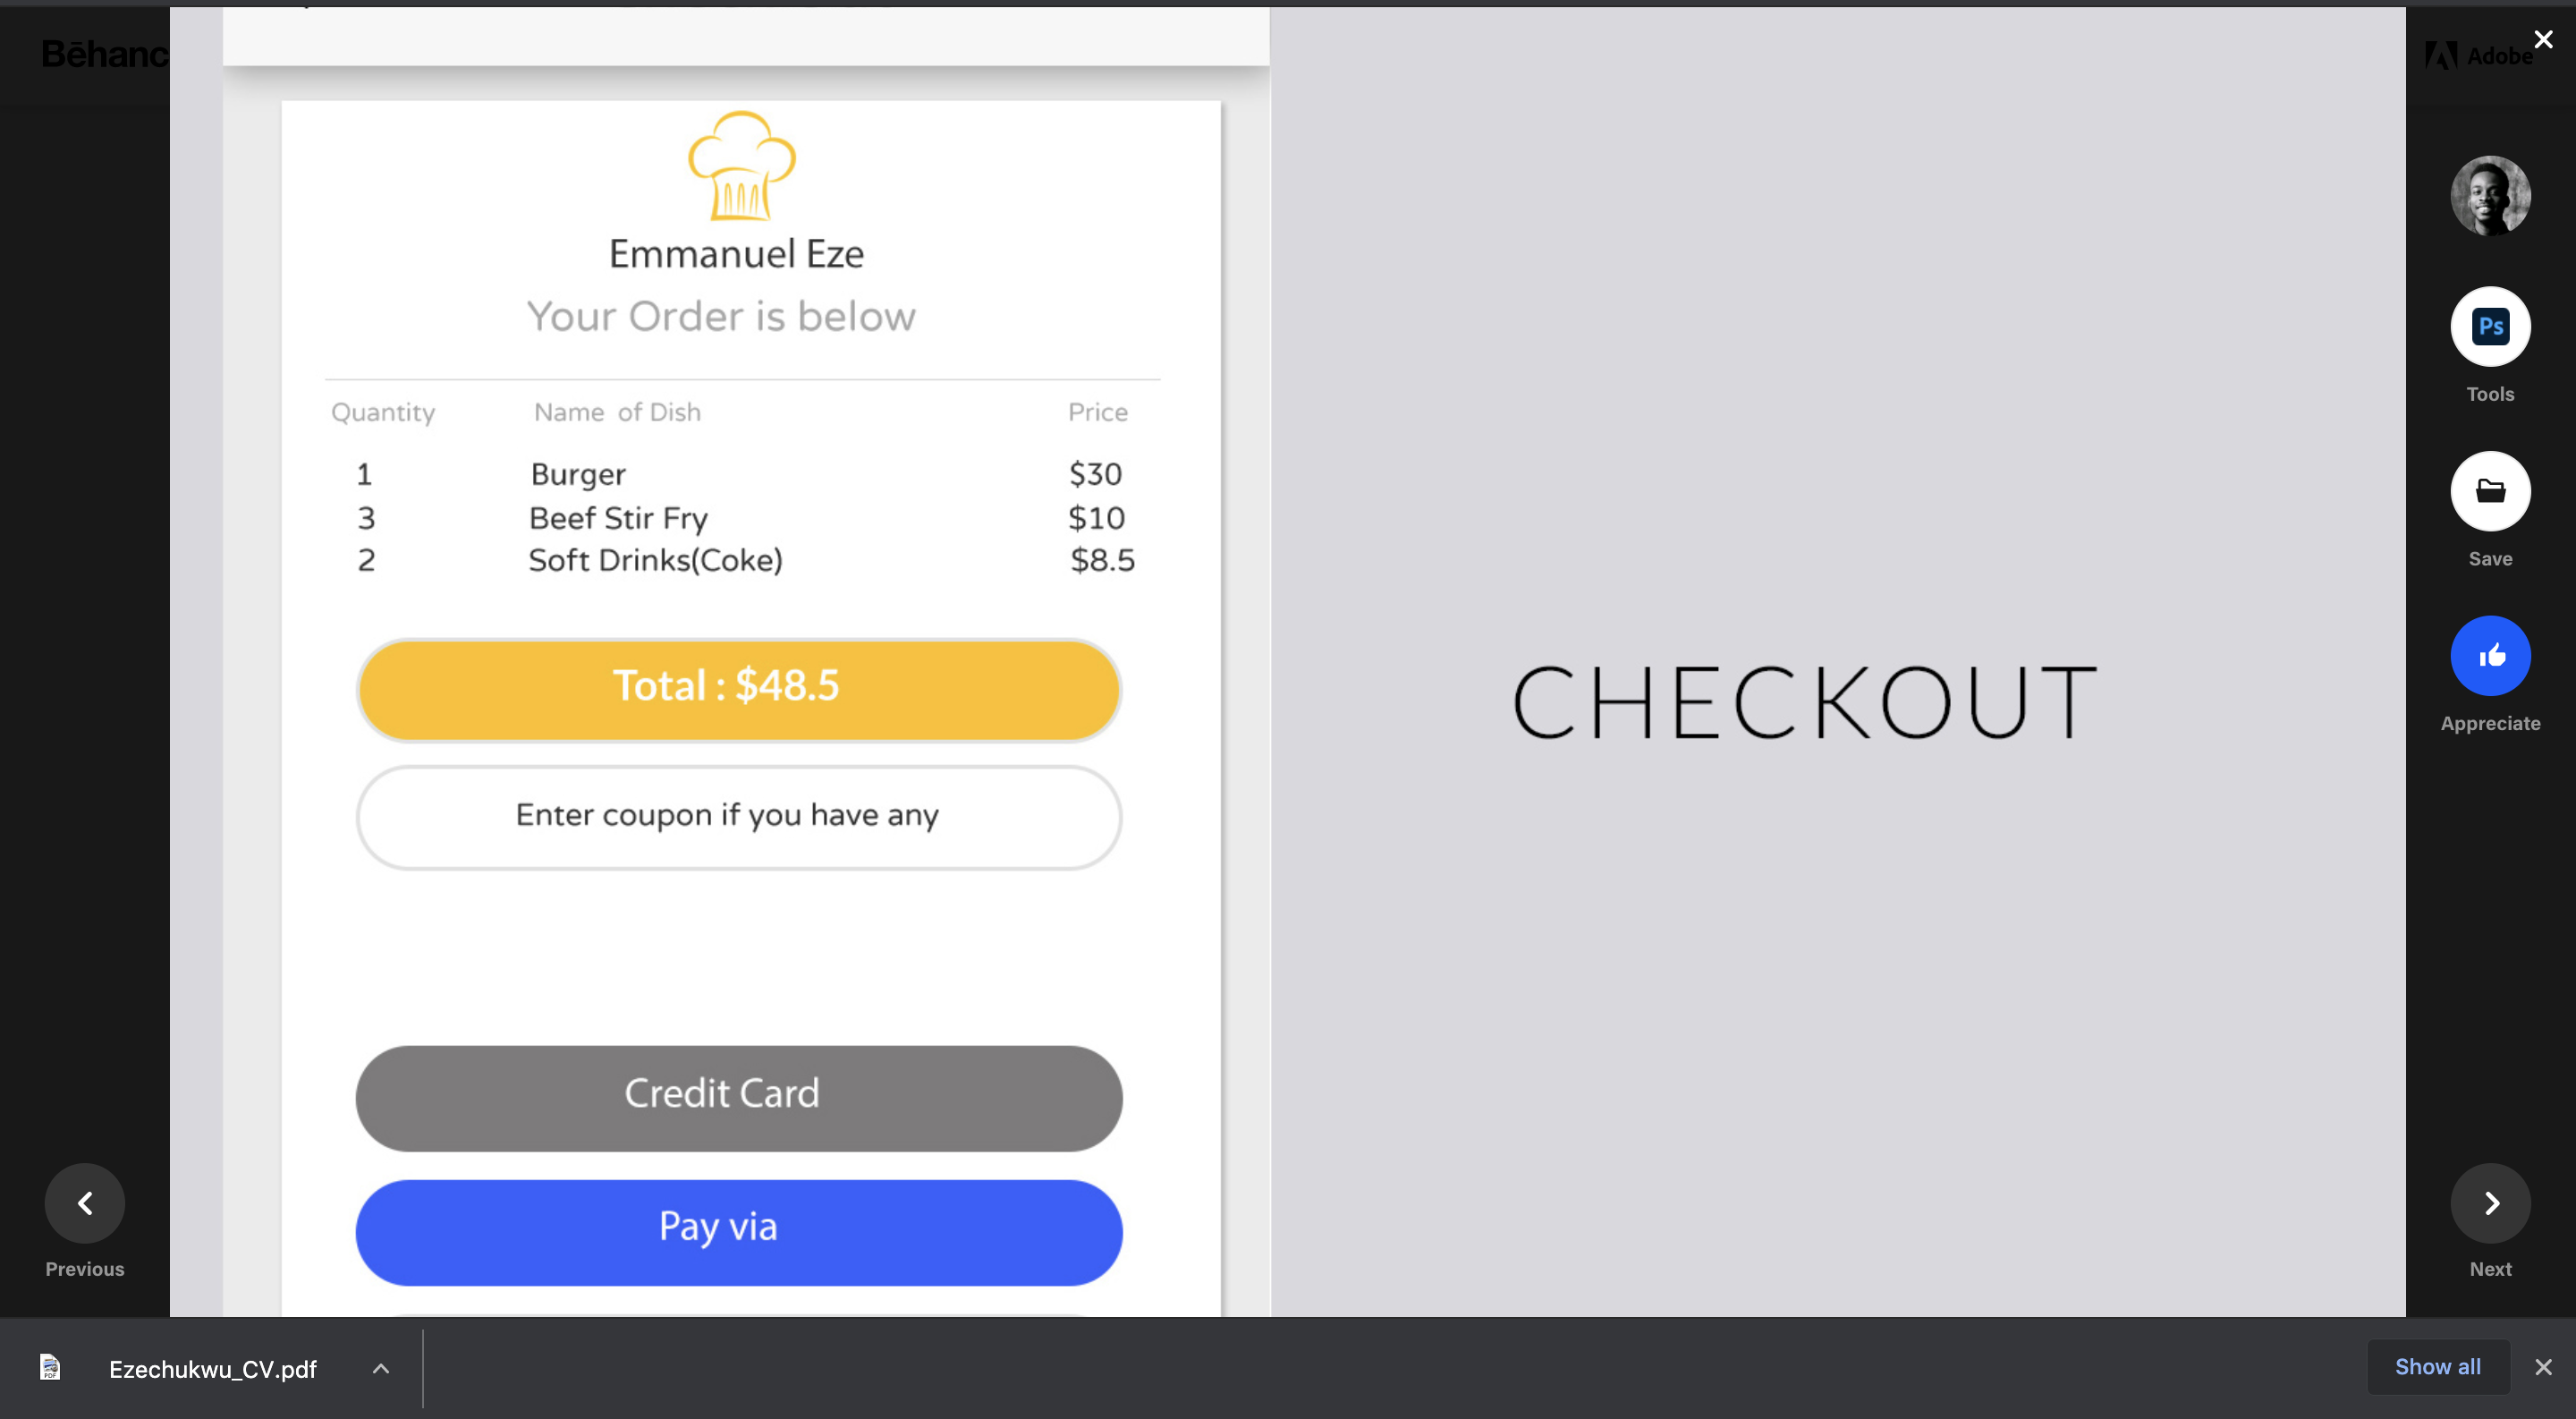 Bēhanc
Adobe
Emmanuel Eze
Your Order is below
Quantity Name of Dish Price
1 Burger $30
3 Beef Stir Fry $10
2 Soft Drinks(Coke) $8.5
Total : $48.5
Enter coupon if you have any
Credit Card
Pay via
CHECKOUT
Ps
Tools
Save
Appreciate
Previous
Next
PDF
Ezechukwu_CV.pdf
Show all